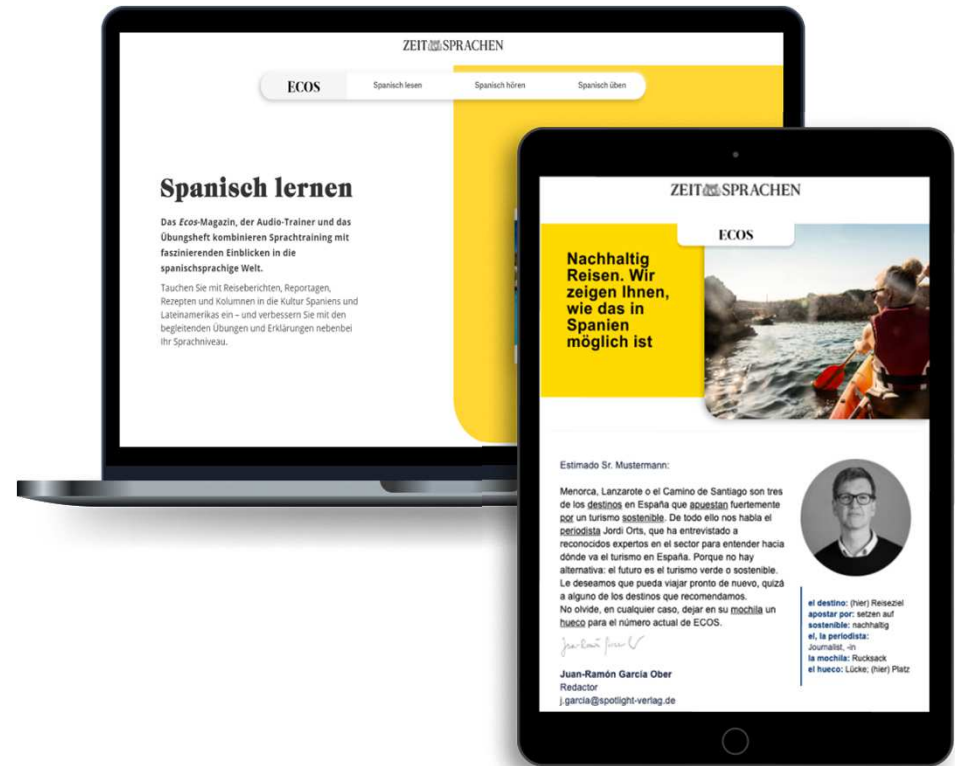 ZEIT SPRACHEN
ECOS
Spanisch lesen
Spanisch hören
Spanisch üben
Spanisch lernen
Das Ecos-Magazin, der Audio-Trainer und das
Übungsheft kombinieren Sprachtraining mit
faszinierenden Einblicken in die
spanischsprachige Welt.
Tauchen Sie mit Reiseberichten, Reportagen,
Rezepten und Kolumnen in die Kultur Spaniens und
Lateinamerikas ein – und verbessern Sie mit den
begleitenden Übungen und Erklärungen nebenbei
Ihr Sprachniveau.
ZEIT SPRACHEN
ECOS
Nachhaltig
Reisen. Wir
zeigen Ihnen,
wie das in
Spanien
möglich ist
Estimado Sr. Mustermann:
Menorca, Lanzarote o el Camino de Santiago son tres
de los destinos en España que apuestan fuertemente
por un turismo sostenible. De todo ello nos habla el
periodista Jordi Orts, que ha entrevistado a
reconocidos expertos en el sector para entender hacia
dónde va el turismo en España. Porque no hay
alternativa: el futuro es el turismo verde o sostenible.
Le deseamos que pueda viajar pronto de nuevo, quizá
a alguno de los destinos que recomendamos.
No olvide, en cualquier caso, dejar en su mochila un
hueco para el número actual de ECOS.
Juan-Ramón García Ober
Redactor
j.garcia@spotlight-verlag.de
el destino: (hier) Reiseziel
apostar por: setzen auf
sostenible: nachhaltig
el, la periodista:
Journalist, -in
la mochila: Rucksack
el hueco: Lücke; (hier) Platz